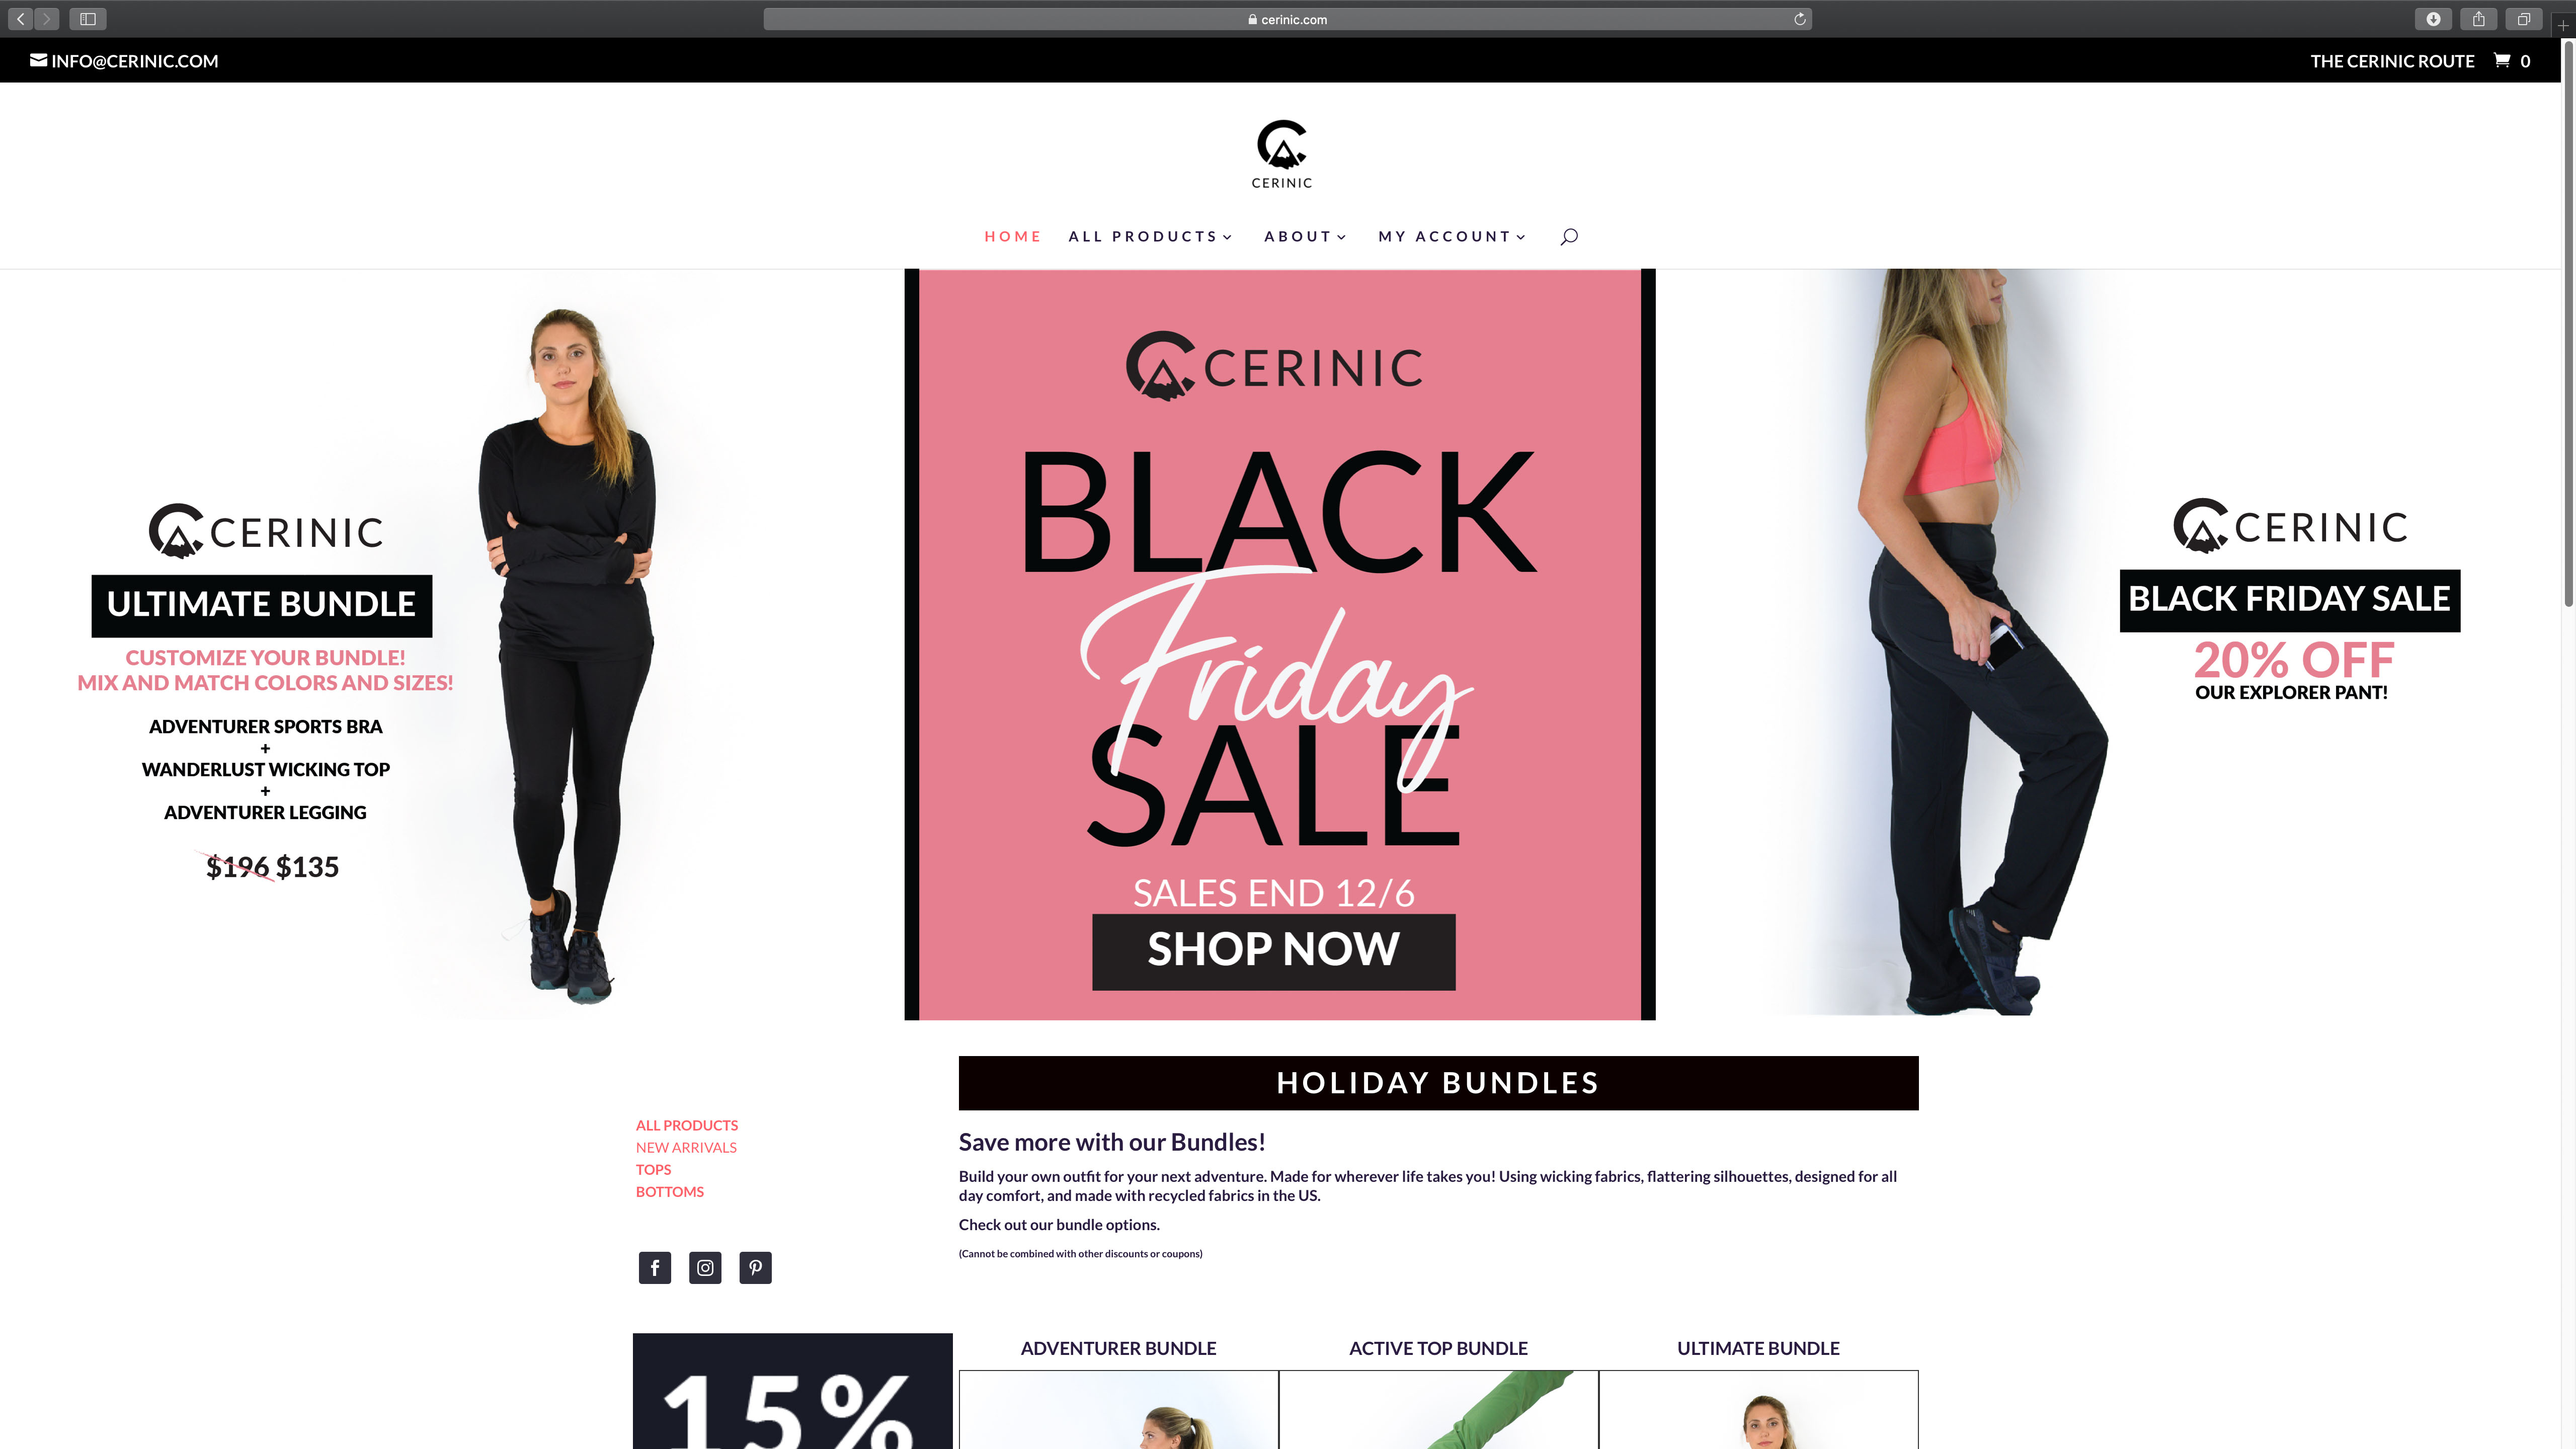 cerinic.com
INFO@CERINIC.COM
THE CERINIC ROUTE 0
CERINIC
HOME ALL PRODUCTS ABOUT MY ACCOUNT
CERINIC
ULTIMATE BUNDLE
CUSTOMIZE YOUR BUNDLE!
MIX AND MATCH COLORS AND SIZES!
ADVENTURER SPORTS BRA
+
WANDERLUST WICKING TOP
+
ADVENTURER LEGGING
$196 $135
CERINIC
BLACK
Friday
SALE
SALES END 12/6
SHOP NOW
CERINIC
BLACK FRIDAY SALE
20% OFF
OUR EXPLORER PANT!
ALL PRODUCTS
NEW ARRIVALS
TOPS
BOTTOMS
HOLIDAY BUNDLES
Save more with our Bundles!
Build your own outfit for your next adventure. Made for wherever life takes you! Using wicking fabrics, flattering silhouettes, designed for all
day comfort, and made with recycled fabrics in the US.
Check out our bundle options.
(Cannot be combined with other discounts or coupons)
15%
ADVENTURER BUNDLE
ACTIVE TOP BUNDLE
ULTIMATE BUNDLE